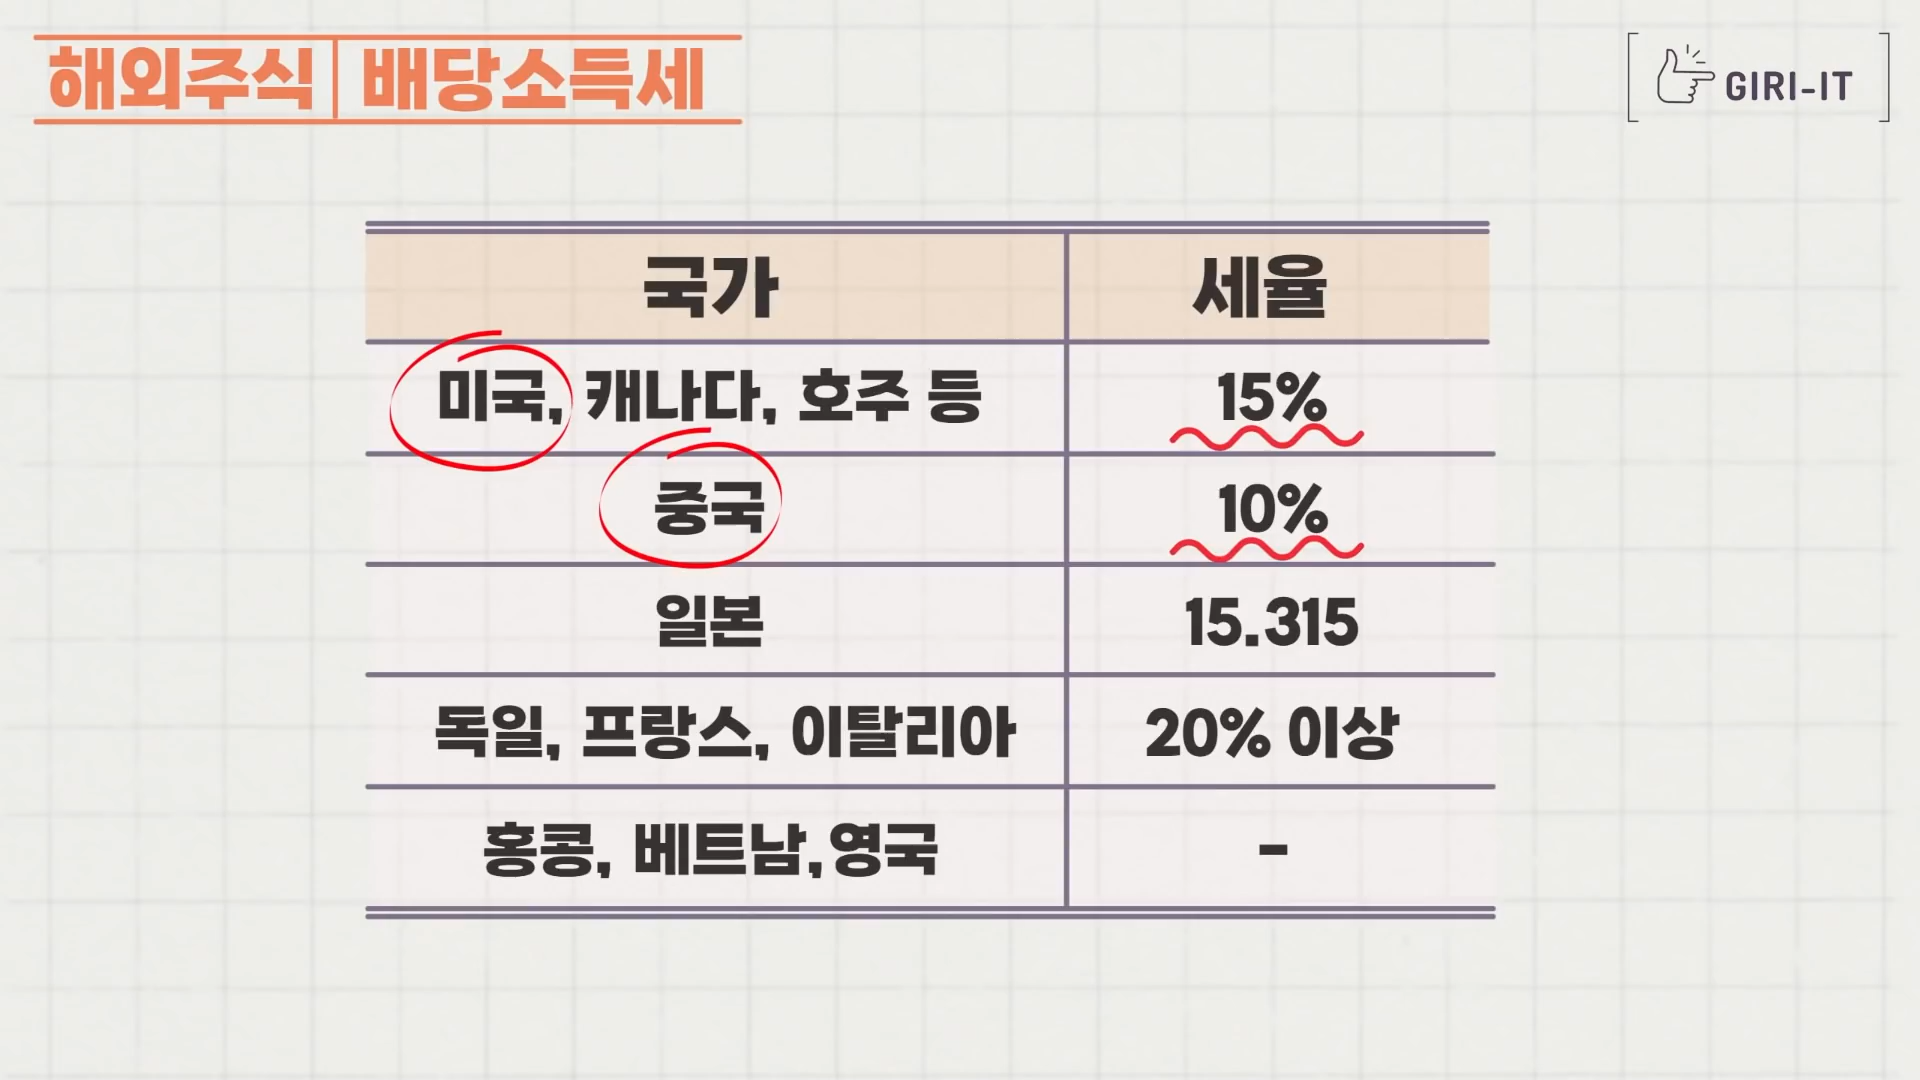 해외주식 | 배당소득세
GIRI-IT
국가 세율
미국, 캐나다, 호주 등 15%
중국 10%
일본 15.315
독일, 프랑스, 이탈리아 20% 이상
홍콩, 베트남,영국 -